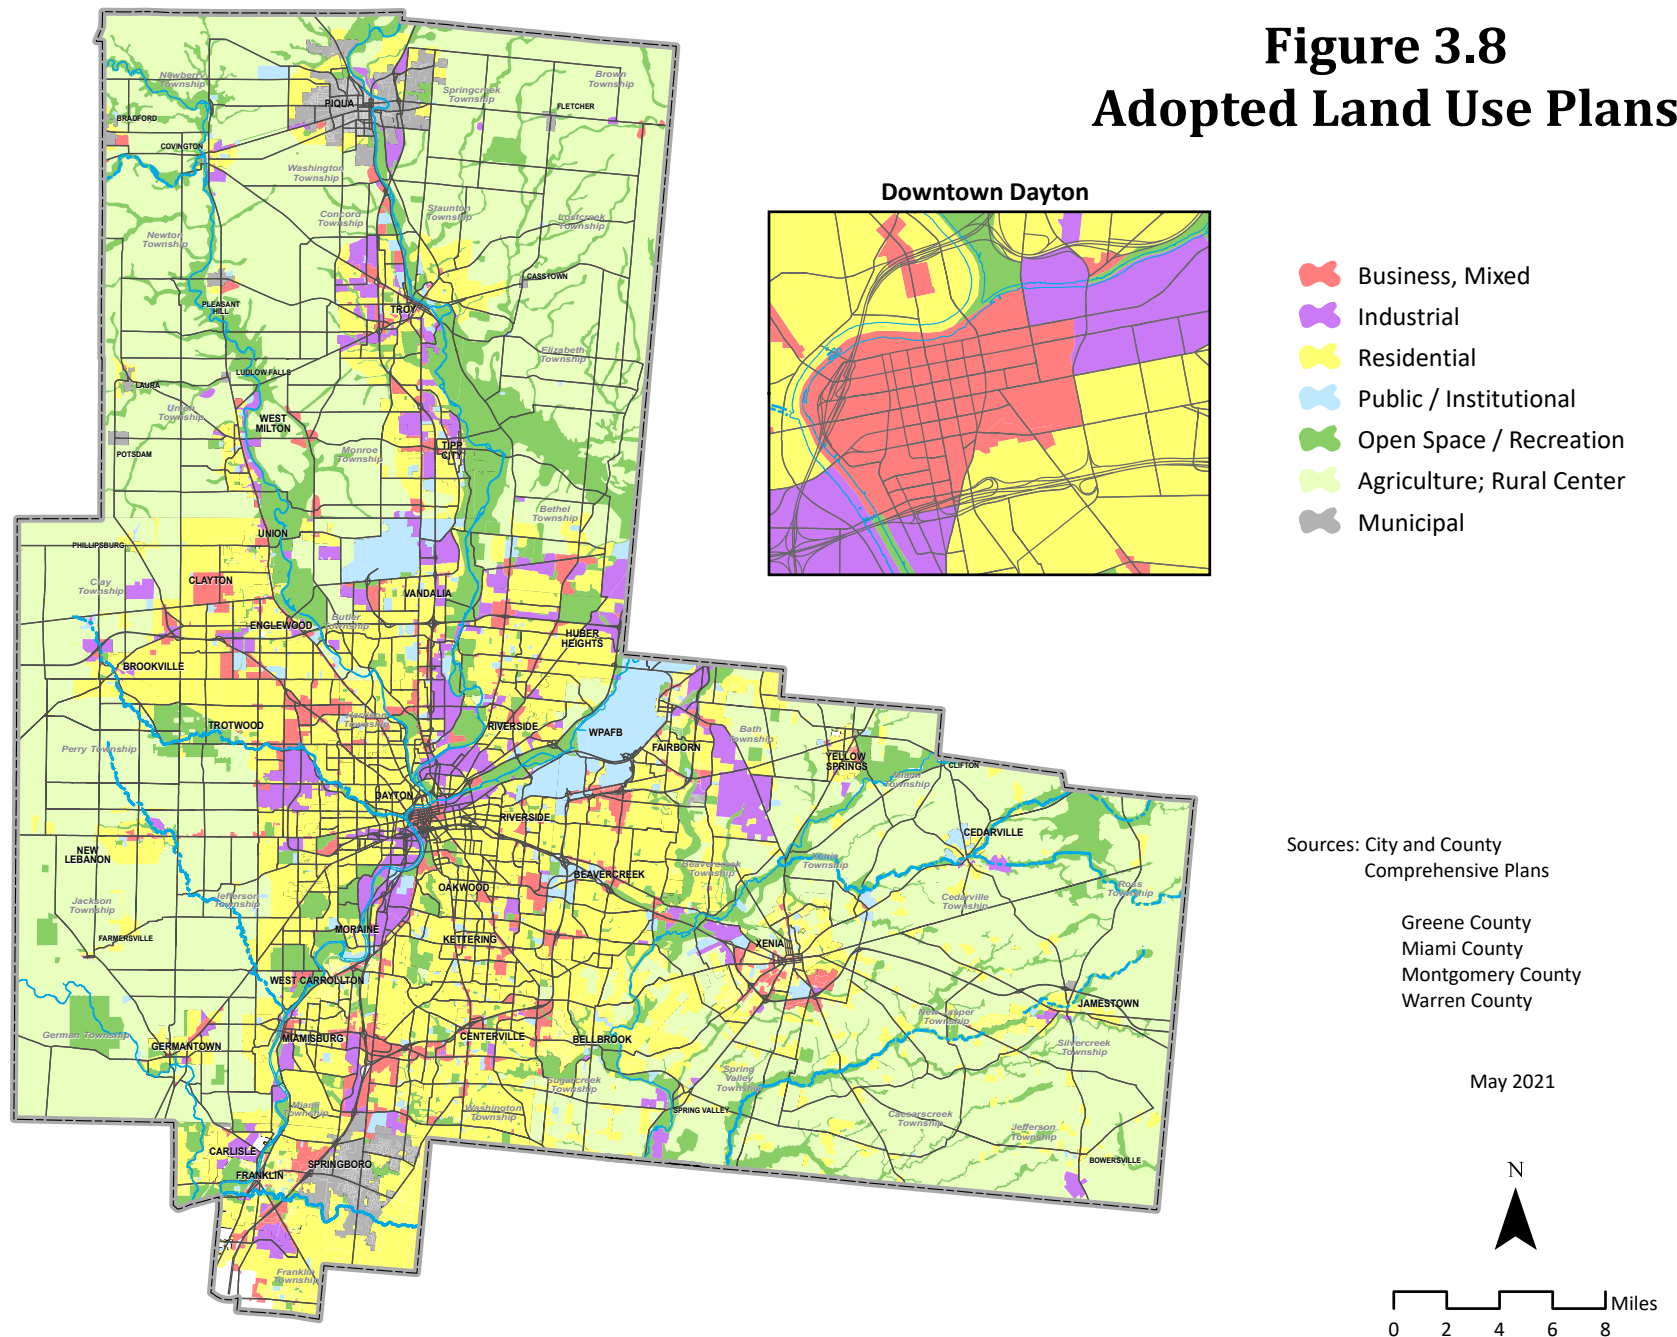 Figure 3.8
Adopted Land Use Plans
Downtown Dayton
Business, Mixed
Industrial
Residential
Public / Institutional
Open Space / Recreation
Agriculture; Rural Center
Municipal
Sources: City and County
Comprehensive Plans
Greene County
Miami County
Montgomery County
Warren County
May 2021
N
Miles
0 2 4 6 8
Newberry
Township
BRADFORD
COVINGTON
PIQUA
Springcreek
Township
Brown
Township
FLETCHER
Washington
Township
Concord
Township
Staunton
Township
Lostcreek
Township
Newton
Township
CASSTOWN
PLEASANT
HILL
TROY
Elizabeth
Township
LUDLOW FALLS
LAURA
Union
Township
WEST
MILTON
POTSDAM
Monroe
Township
TIPP
CITY
Bethel
Township
UNION
PHILLIPSBURG
Clay
Township
CLAYTON
VANDALIA
ENGLEWOOD
Butler
Township
HUBER
HEIGHTS
BROOKVILLE
TROTWOOD
Harrison
Township
RIVERSIDE
WPAFB
FAIRBORN
Bath
Township
YELLOW
SPRINGS
CLIFTON
Miami
Township
Perry Township
DAYTON
RIVERSIDE
CEDARVILLE
NEW
LEBANON
BEAVERCREEK
Beavercreek
Township
Xenia
Township
OAKWOOD
Jackson
Township
Jefferson
Township
Cedarville
Township
Ross
Township
FARMERSVILLE
MORAINE
KETTERING
XENIA
WEST CARROLLTON
JAMESTOWN
New Jasper
Township
German Township
GERMANTOWN
MIAMISBURG
CENTERVILLE
BELLBROOK
Silvercreek
Township
Sugarcreek
Township
Spring
Valley
Township
Miami
Township
Washington
Township
SPRING VALLEY
Caesarscreek
Township
Jefferson
Township
CARLISLE
SPRINGBORO
FRANKLIN
BOWERSVILLE
Franklin
Township